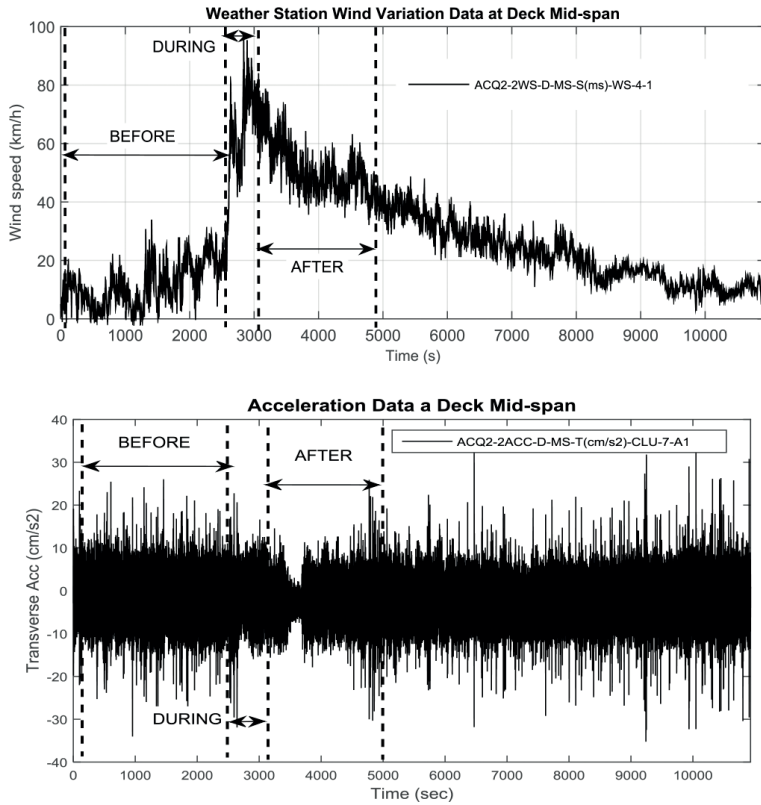 Weather Station Wind Variation Data at Deck Mid-span
100
DURING
80
ACQ2-2WS-D-MS-S(ms)-WS-4-1
Wind speed (km/h)
60
BEFORE
40
20
AFTER
0
0 1000 2000 3000 4000 5000 6000 7000 8000 9000 10000
Time (s)
Acceleration Data a Deck Mid-span
40
BEFORE
ACQ2-2ACC-D-MS-T(cm/s2)-CLU-7-A1
30
AFTER
20
10
Transverse Acc (cm/s2)
0
-10
-20
-30
DURING
-40
0 1000 2000 3000 4000 5000 6000 7000 8000 9000 10000
Time (sec)